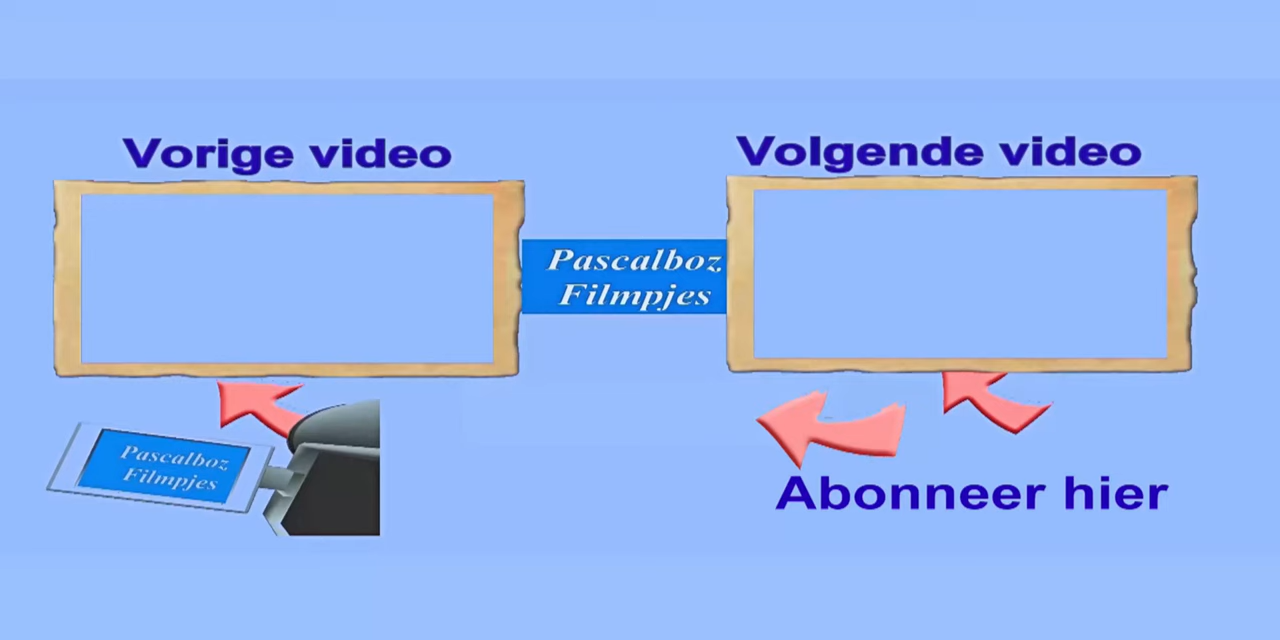 Vorige video
Volgende video
Pascalboz
Filmpjes
Pascalboz
Filmpjes
Abonneer hier